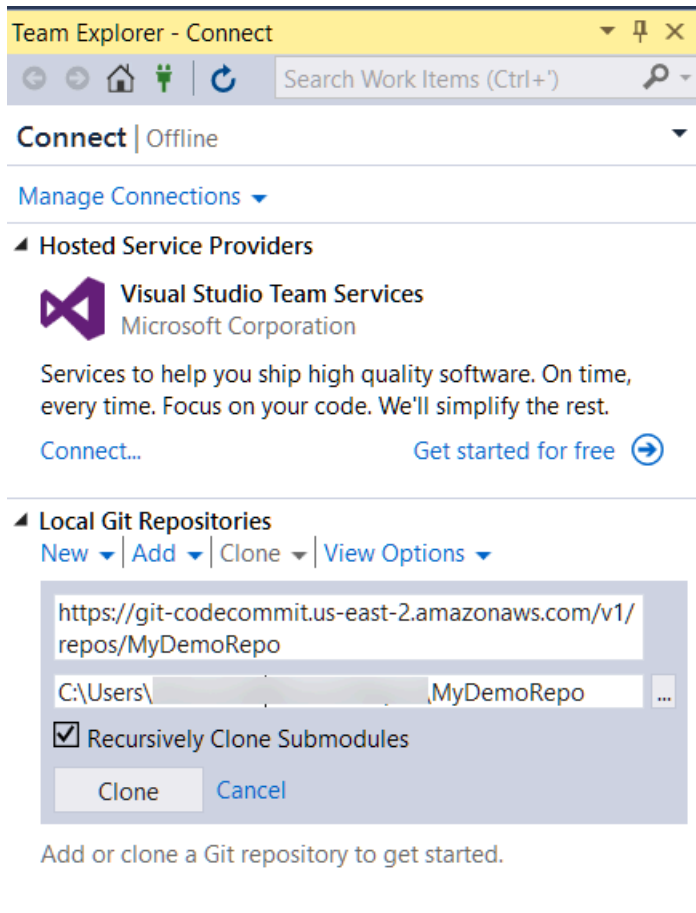 Team Explorer - Connect
Search Work Items (Ctrl+')
Connect | Offline
Manage Connections
Hosted Service Providers
Visual Studio Team Services
Microsoft Corporation
Services to help you ship high quality software. On time,
every time. Focus on your code. We'll simplify the rest.
Connect... Get started for free
Local Git Repositories
New | Add | Clone | View Options
https://git-codecommit.us-east-2.amazonaws.com/v1/
repos/MyDemoRepo
C:\Users\ \MyDemoRepo ...
Recursively Clone Submodules
Clone Cancel
Add or clone a Git repository to get started.